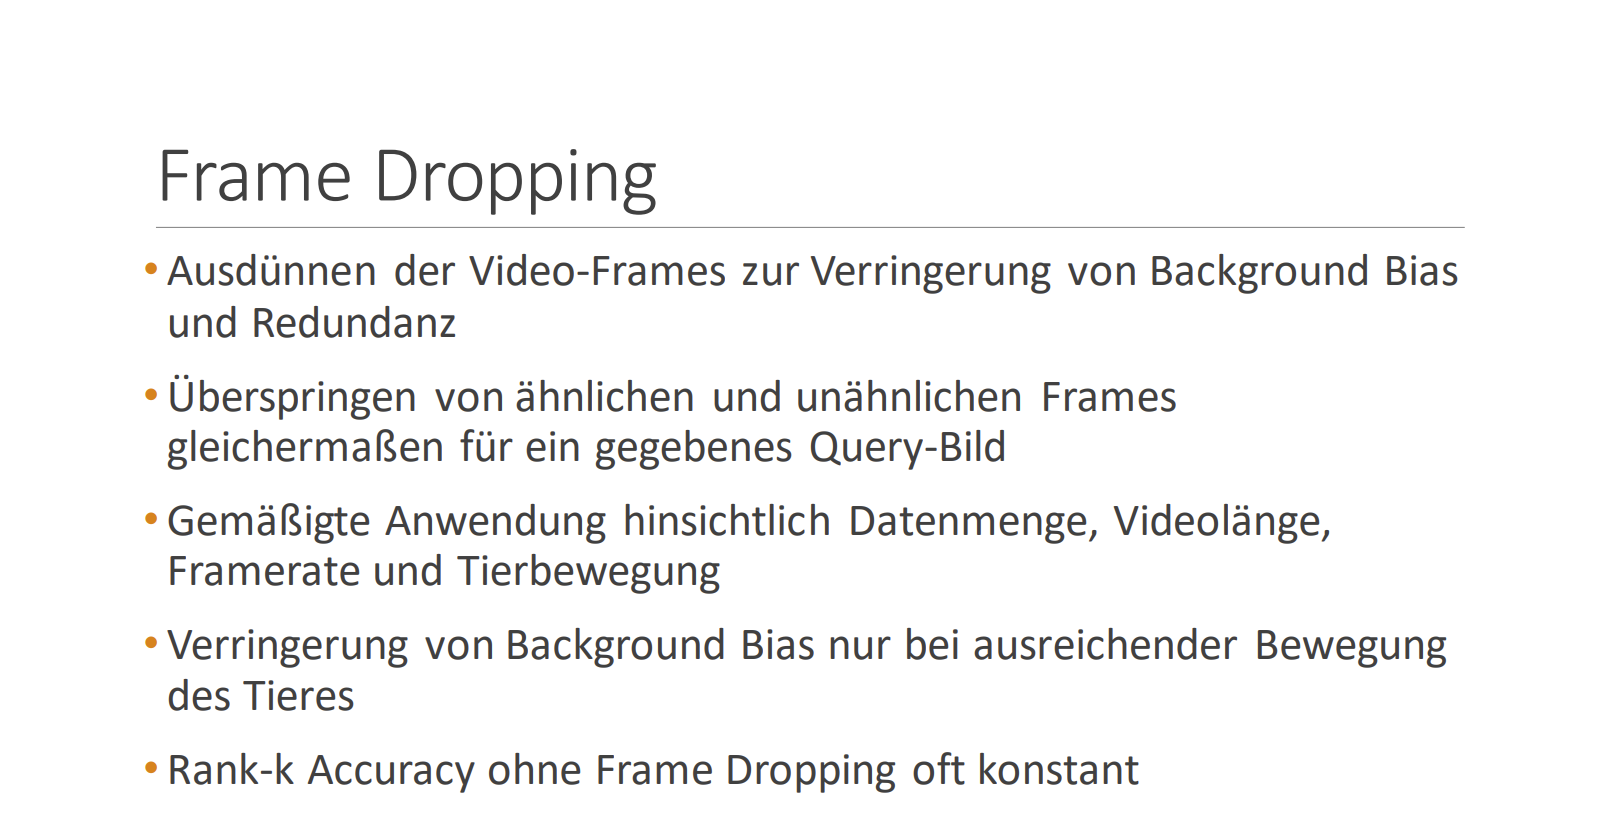 Frame Dropping
• Ausdünnen der Video-Frames zur Verringerung von Background Bias
und Redundanz
• Überspringen von ähnlichen und unähnlichen Frames
gleichermaßen für ein gegebenes Query-Bild
• Gemäßigte Anwendung hinsichtlich Datenmenge, Videolänge,
Framerate und Tierbewegung
• Verringerung von Background Bias nur bei ausreichender Bewegung
des Tieres
• Rank-k Accuracy ohne Frame Dropping oft konstant